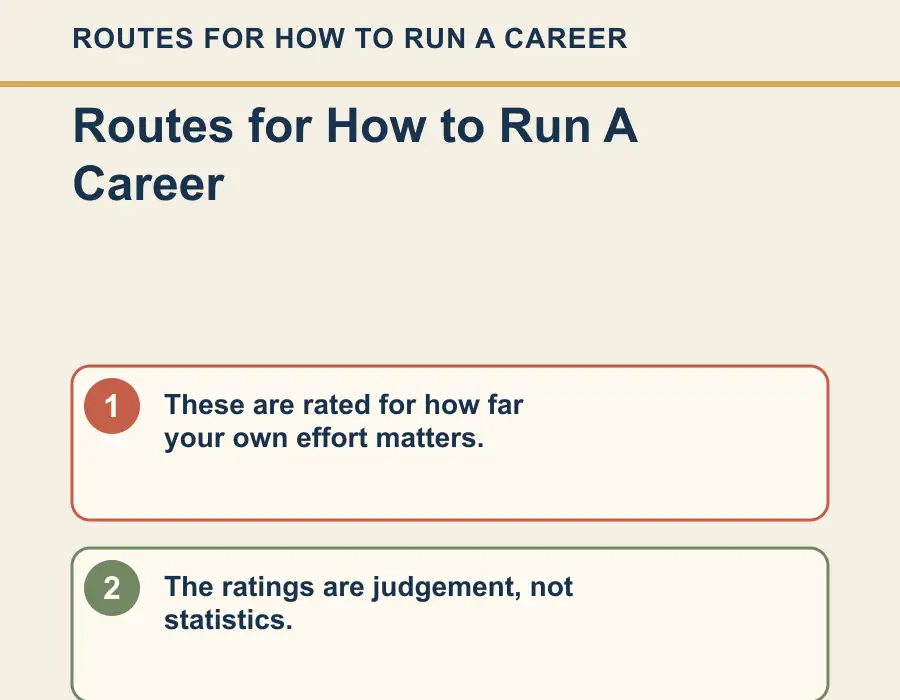 ROUTES FOR HOW TO RUN A CAREER
Routes for How to Run A
Career
1
These are rated for how far
your own effort matters.
2
The ratings are judgement, not
statistics.